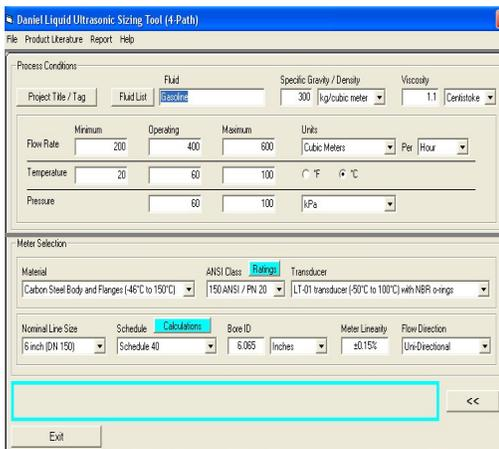 Daniel Liquid Ultrasonic Sizing Tool (4-Path)
File Product Literature Report Help
Process Conditions
Fluid Specific Gravity / Density Viscosity
Project Title / Tag Fluid List Gasoline 300 kg/cubic meter 1.1 Centistoke
Minimum Operating Maximum Units
Flow Rate 200 400 600 Cubic Meters Per Hour
Temperature 20 60 100 °F °C
Pressure 60 100 kPa
Meter Selection
Material ANSI Class Ratings Transducer
Carbon Steel Body and Flanges (-46°C to 150°C) 150 ANSI / PN 20 LT-01 transducer (-50°C to 100°C) with NBR o-rings
Nominal Line Size Schedule Calculations Bore ID Meter Linearity Flow Direction
6 inch (DN 150) Schedule 40 6.065 Inches ±0.15% Uni-Directional
<<
Exit